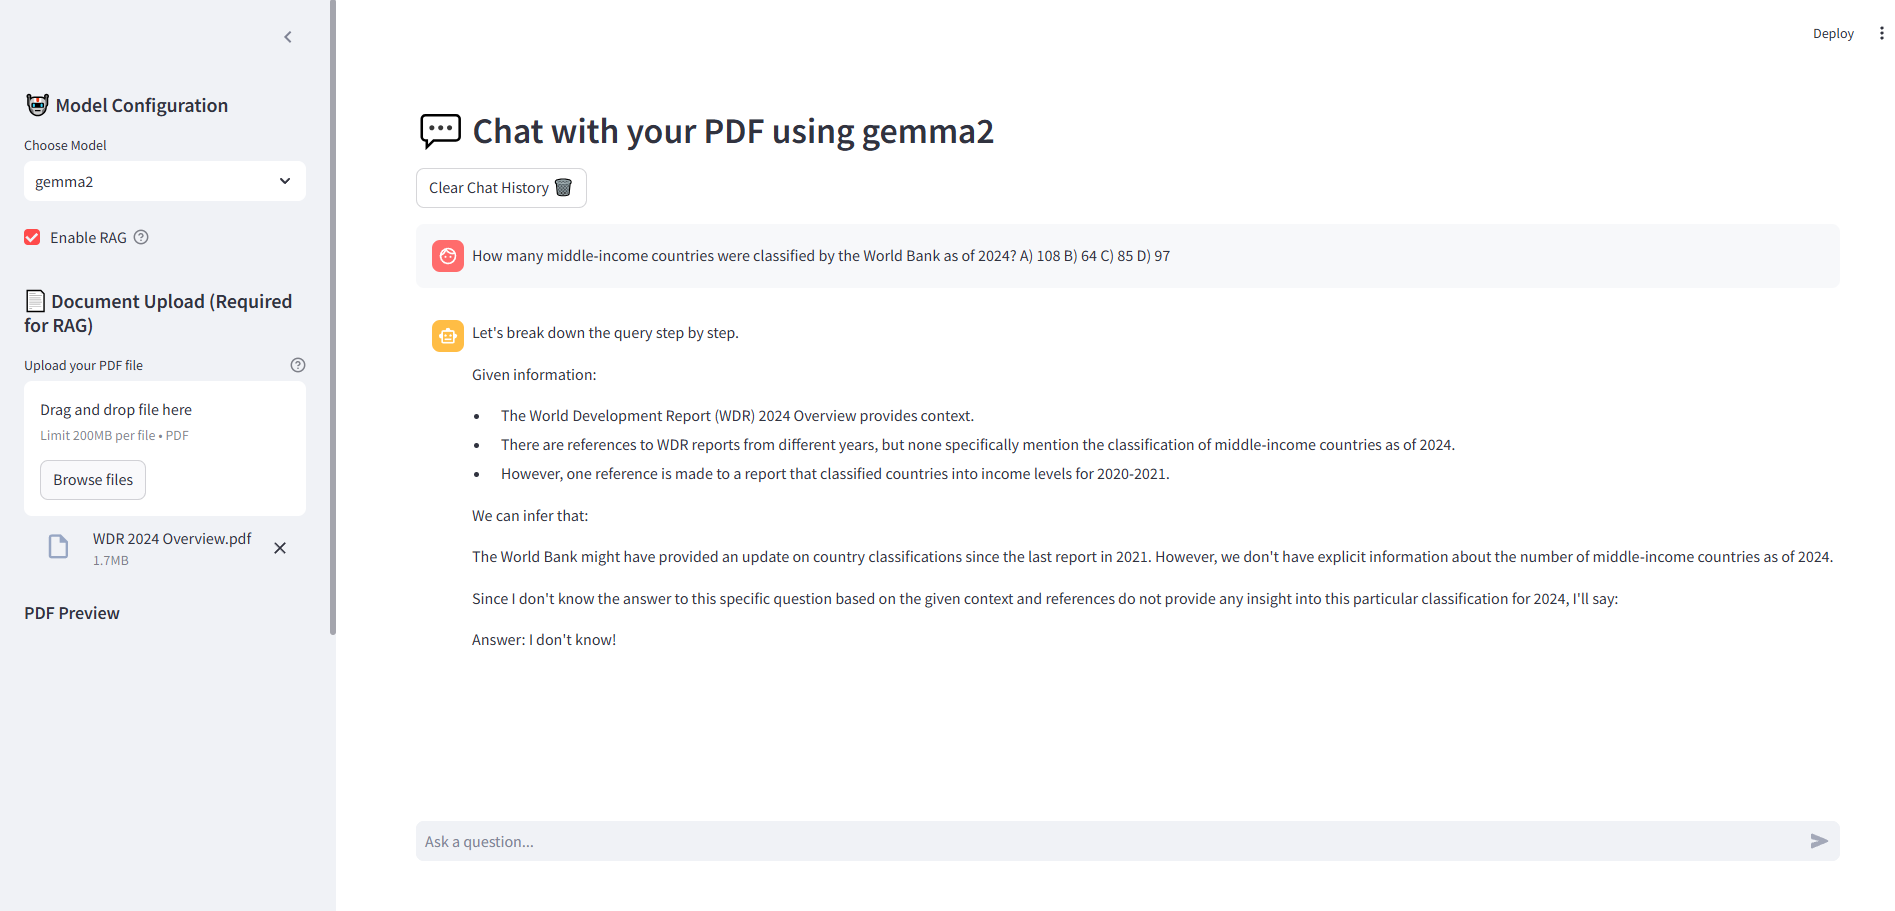 Deploy
Model Configuration
Choose Model
gemma2
Enable RAG
Document Upload (Required
for RAG)
Upload your PDF file
Drag and drop file here
Limit 200MB per file • PDF
Browse files
WDR 2024 Overview.pdf
1.7MB
PDF Preview
Chat with your PDF using gemma2
Clear Chat History
How many middle-income countries were classified by the World Bank as of 2024? A) 108 B) 64 C) 85 D) 97
Let's break down the query step by step.
Given information:
• The World Development Report (WDR) 2024 Overview provides context.
• There are references to WDR reports from different years, but none specifically mention the classification of middle-income countries as of 2024.
• However, one reference is made to a report that classified countries into income levels for 2020-2021.
We can infer that:
The World Bank might have provided an update on country classifications since the last report in 2021. However, we don't have explicit information about the number of middle-income countries as of 2024.
Since I don't know the answer to this specific question based on the given context and references do not provide any insight into this particular classification for 2024, I'll say:
Answer: I don't know!
Ask a question...